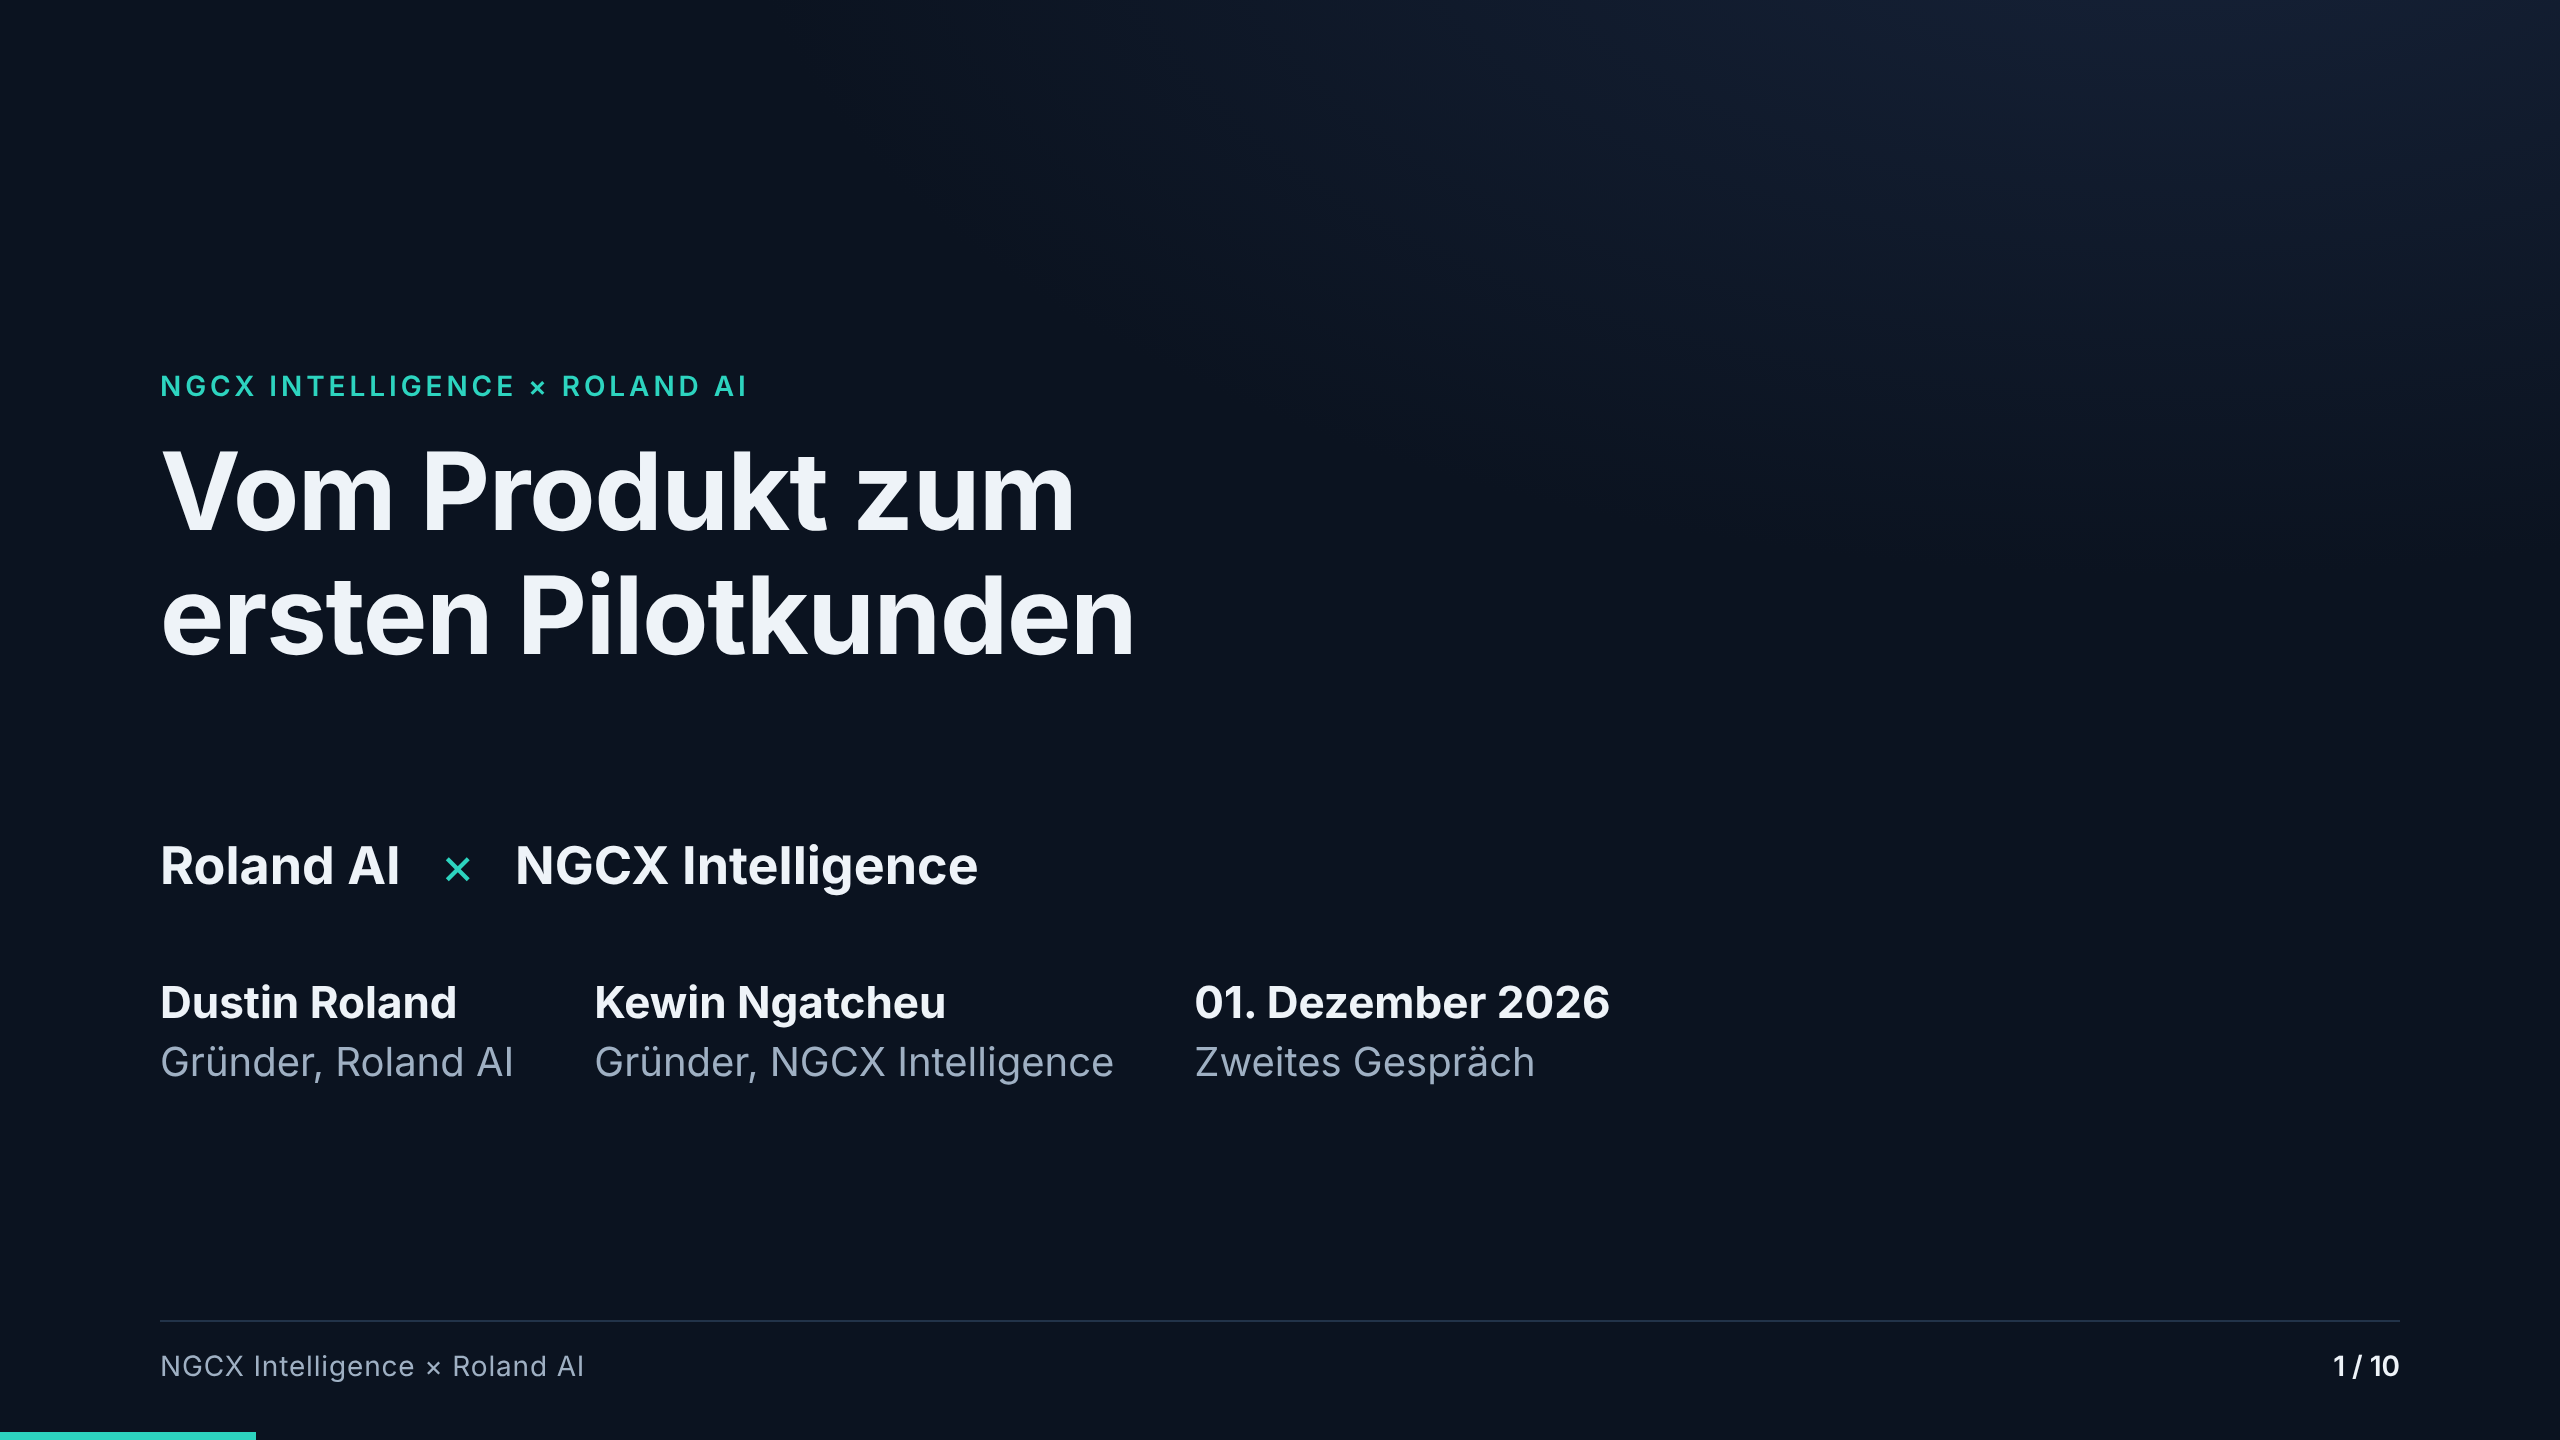 NGCX INTELLIGENCE × ROLAND AI
Vom Produkt zum
ersten Pilotkunden
Roland AI × NGCX Intelligence
Dustin Roland
Gründer, Roland AI
Kewin Ngatcheu
Gründer, NGCX Intelligence
01. Dezember 2026
Zweites Gespräch
NGCX Intelligence × Roland AI
1 / 10